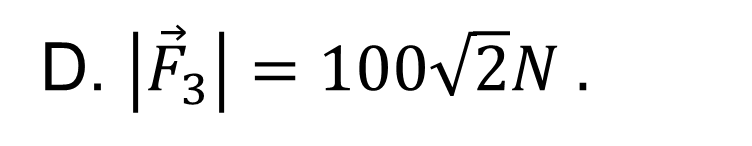 D. |F⃗₃| = 100√2N .